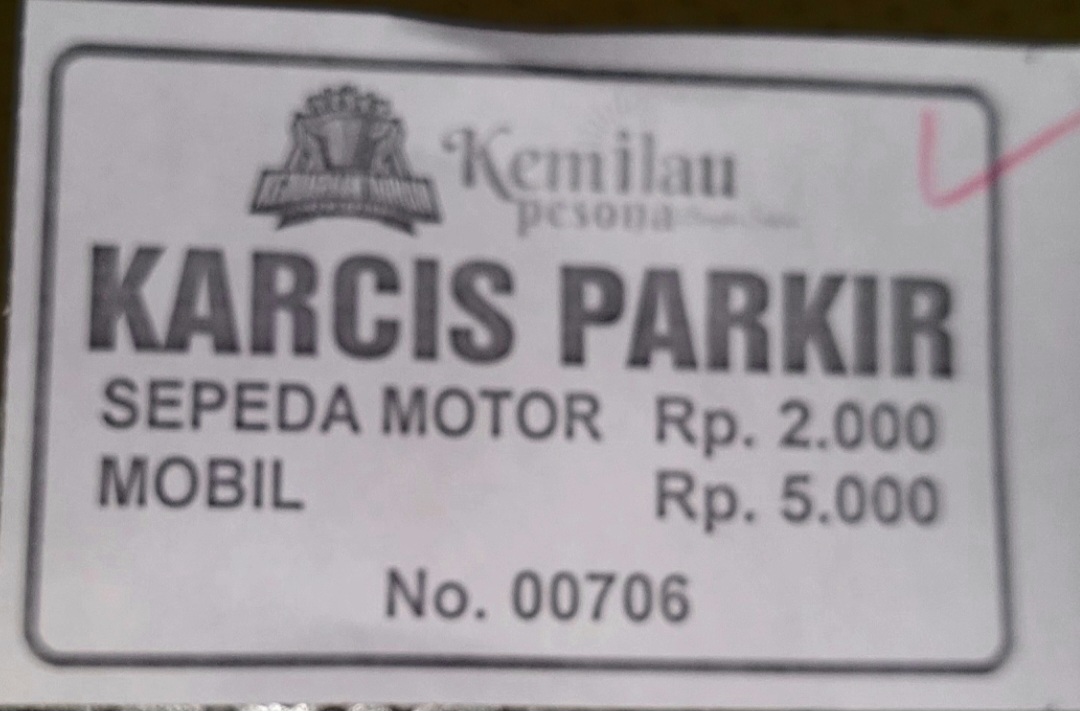 Kemilau
pesona
KARCIS PARKIR
SEPEDA MOTOR Rp. 2.000
MOBIL Rp. 5.000
No. 00706